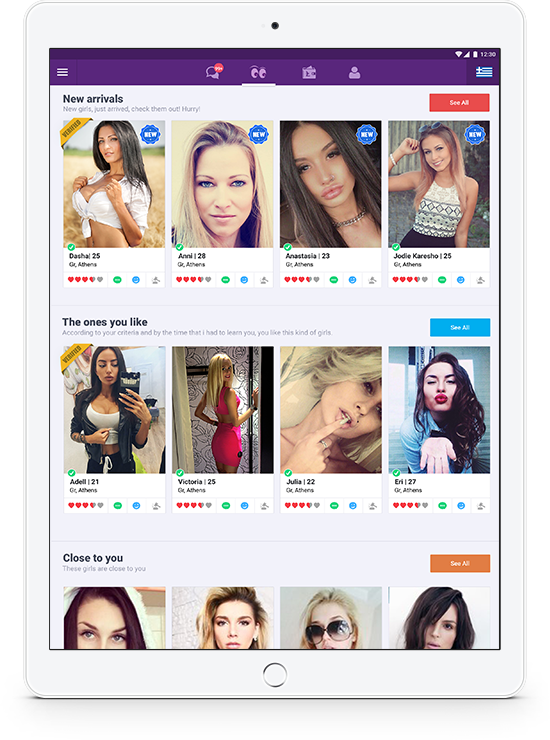 12:30
99+
New arrivals
New girls, just arrived, check them out! Hurry!
See All
VERIFIED
NEW
NEW
NEW
Dasha| 25
Gr, Athens
Anni | 28
Gr, Athens
Anastasia | 23
Gr, Athens
Jodie Karesho | 25
Gr, Athens
The ones you like
According to your criteria and by the time that i had to learn you, you like this kind of girls.
See All
VERIFIED
Adell | 21
Gr, Athens
Victoria | 25
Gr, Athens
Julia | 22
Gr, Athens
Eri | 27
Gr, Athens
Close to you
These girls are close to you
See All